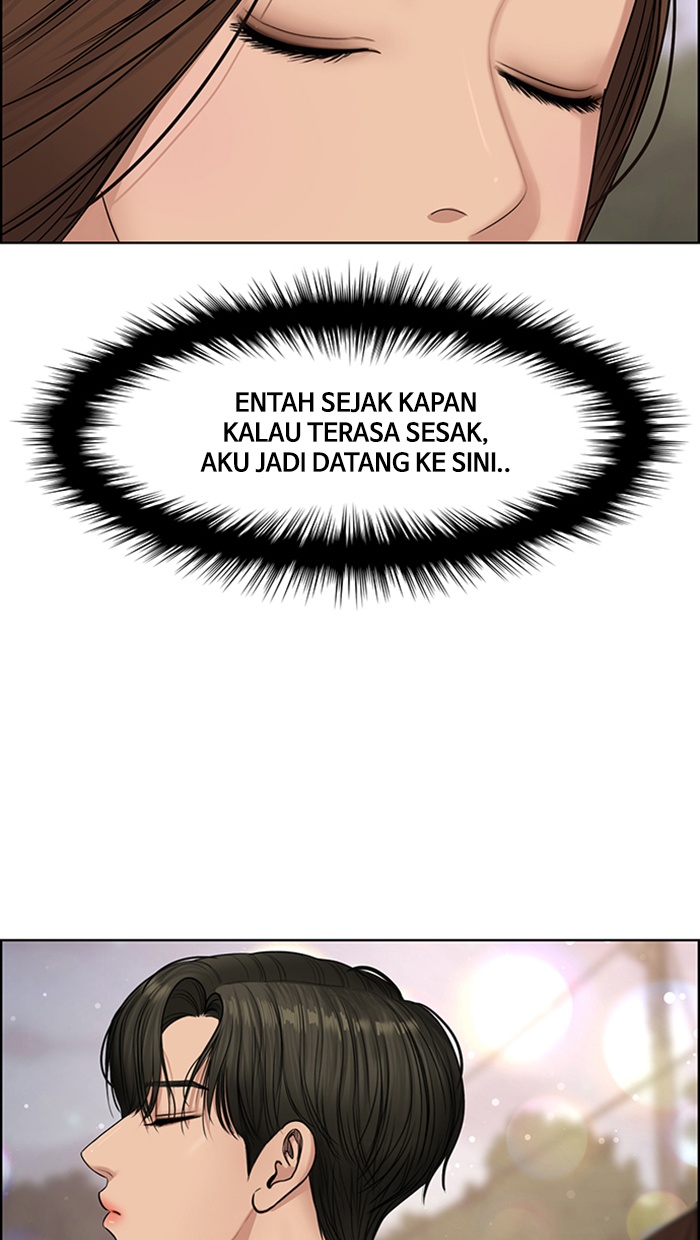 ENTAH SEJAK KAPAN
KALAU TERASA SESAK,
AKU JADI DATANG KE SINI..